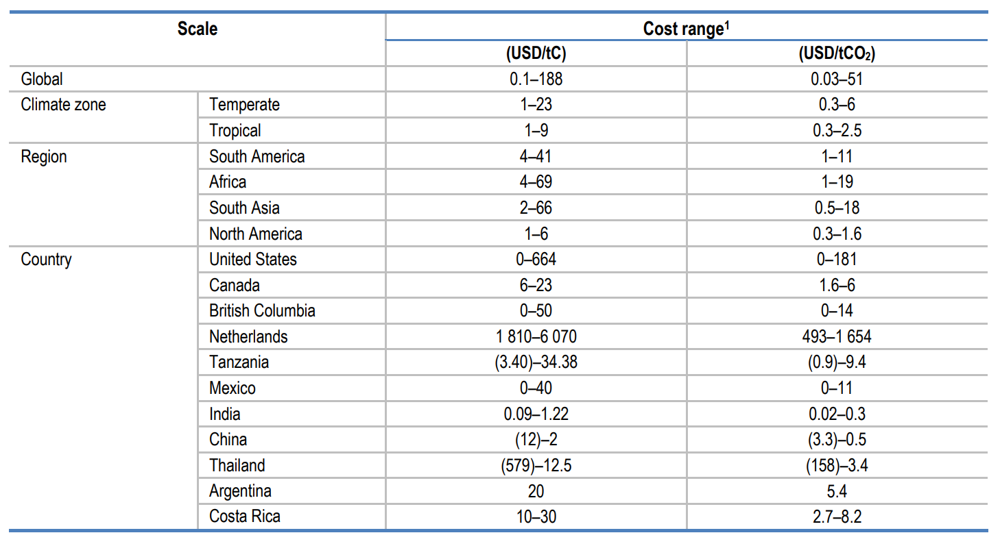 Scale Cost range¹
(USD/tC) (USD/tCO₂)
Global 0.1–188 0.03–51
Climate zone Temperate 1–23 0.3–6
Tropical 1–9 0.3–2.5
Region South America 4–41 1–11
Africa 4–69 1–19
South Asia 2–66 0.5–18
North America 1–6 0.3–1.6
Country United States 0–664 0–181
Canada 6–23 1.6–6
British Columbia 0–50 0–14
Netherlands 1 810–6 070 493–1 654
Tanzania (3.40)–34.38 (0.9)–9.4
Mexico 0–40 0–11
India 0.09–1.22 0.02–0.3
China (12)–2 (3.3)–0.5
Thailand (579)–12.5 (158)–3.4
Argentina 20 5.4
Costa Rica 10–30 2.7–8.2